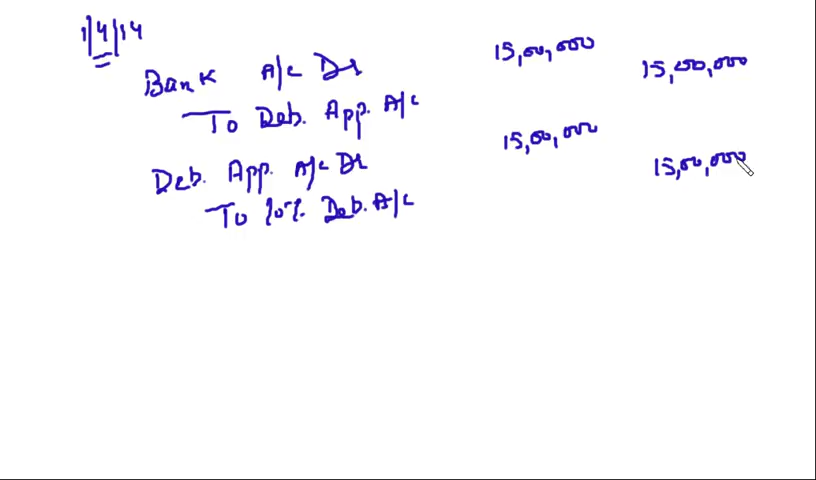 1/4/14
Bank A/c Dr 15,00,000
To Deb. App. A/c 15,00,000
Deb. App. A/c Dr 15,00,000
To 10% Deb. A/c 15,00,000